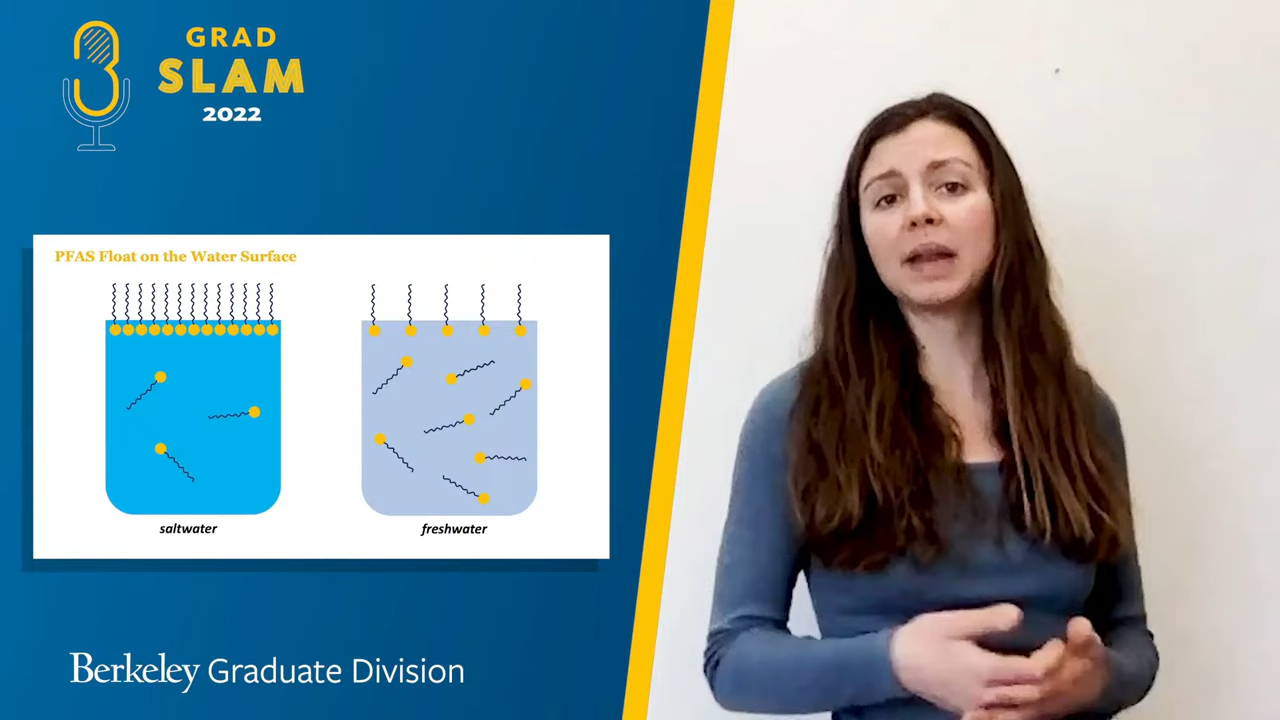 GRAD
SLAM
2022
PFAS Float on the Water Surface
saltwater
freshwater
Berkeley Graduate Division